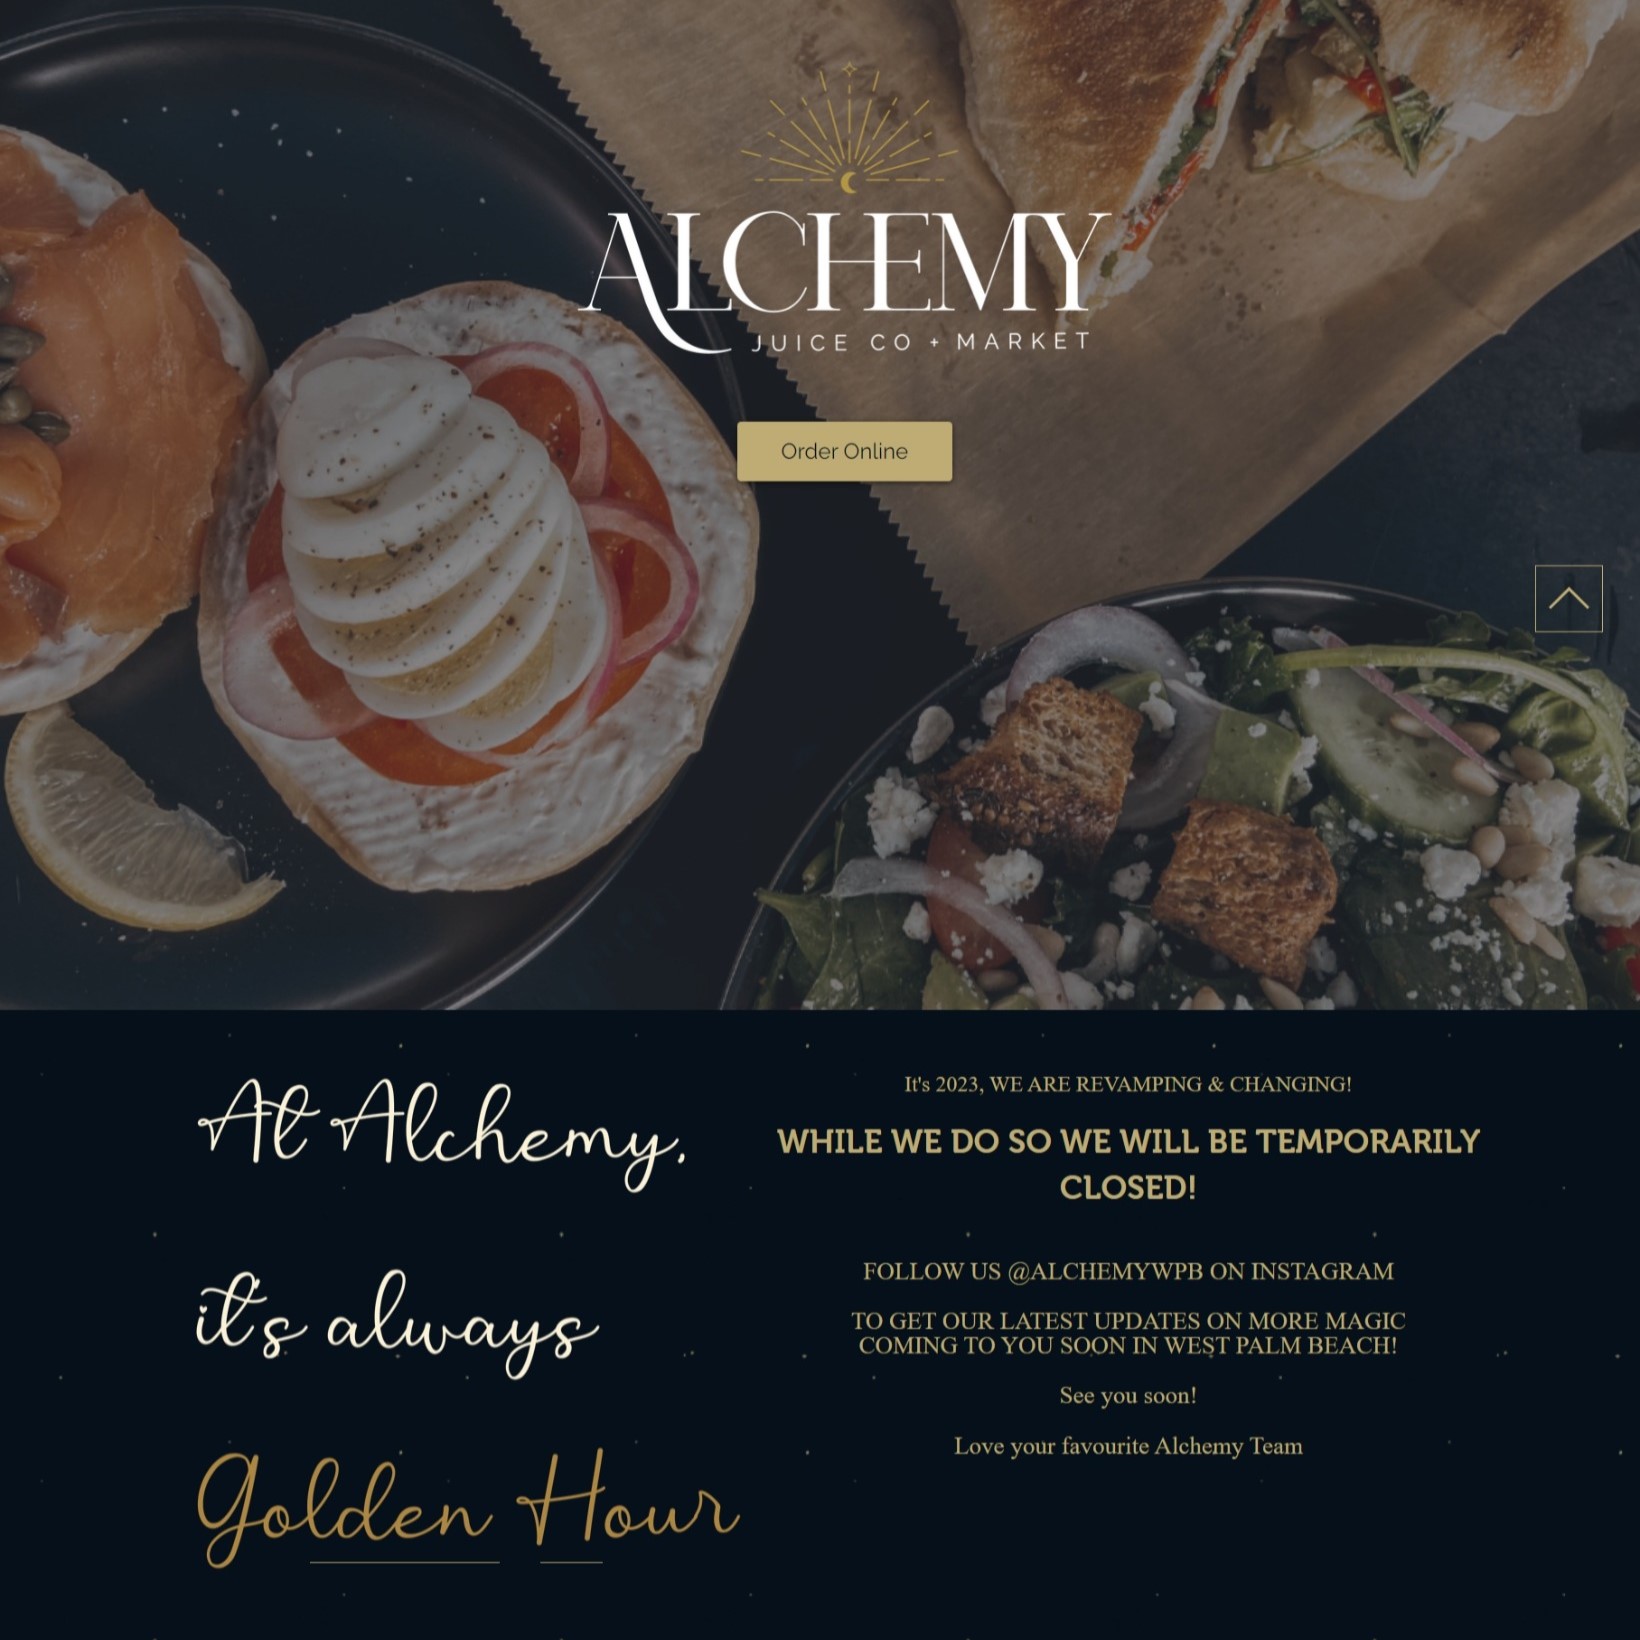 ALCHEMY
JUICE CO + MARKET
Order Online
At Alchemy,
it's always
Golden Hour
It's 2023, WE ARE REVAMPING & CHANGING!
WHILE WE DO SO WE WILL BE TEMPORARILY
CLOSED!
FOLLOW US @ALCHEMYWPB ON INSTAGRAM
TO GET OUR LATEST UPDATES ON MORE MAGIC
COMING TO YOU SOON IN WEST PALM BEACH!
See you soon!
Love your favourite Alchemy Team